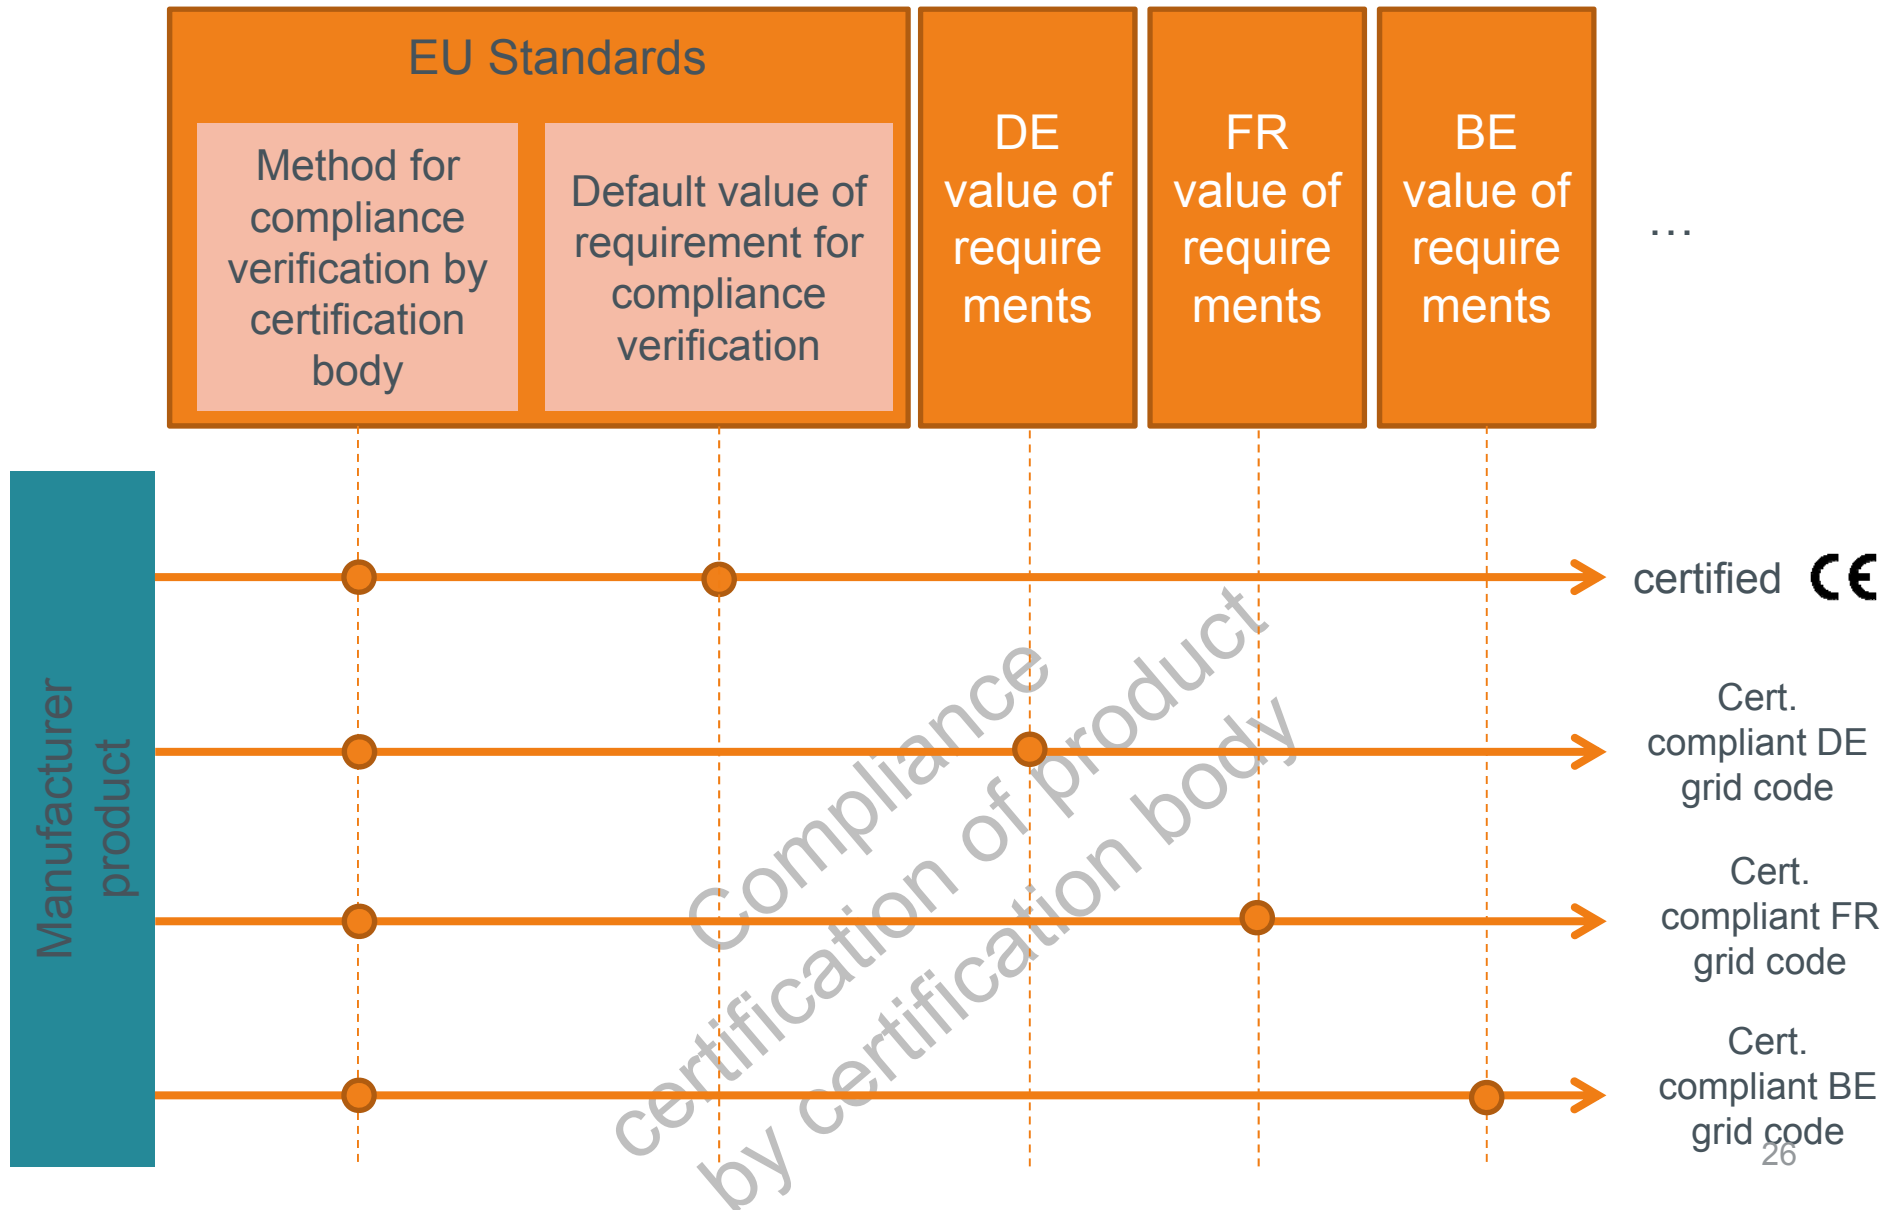 EU Standards
Method for
compliance
verification by
certification
body
Default value of
requirement for
compliance
verification
DE
value of
require
ments
FR
value of
require
ments
BE
value of
require
ments
...
Manufacturer
product
certified CE
Cert.
compliant DE
grid code
Cert.
compliant FR
grid code
Cert.
compliant BE
grid code
Compliance
certification of product
by certification body
26